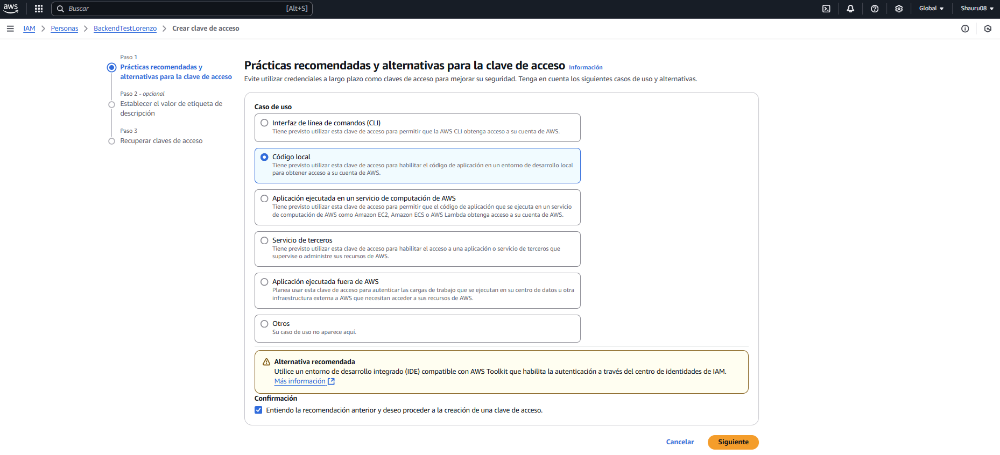 aws
Buscar
[Alt+S]
Global
Shauru08
IAM
Personas
BackendTestLorenzo
Crear clave de acceso
Paso 1
Prácticas recomendadas y
alternativas para la clave de acceso
Paso 2 - opcional
Establecer el valor de etiqueta de
descripción
Paso 3
Recuperar claves de acceso
Prácticas recomendadas y alternativas para la clave de acceso Información
Evite utilizar credenciales a largo plazo como claves de acceso para mejorar su seguridad. Tenga en cuenta los siguientes casos de uso y alternativas.
Caso de uso
Interfaz de línea de comandos (CLI)
Tiene previsto utilizar esta clave de acceso para permitir que la AWS CLI obtenga acceso a su cuenta de AWS.
Código local
Tiene previsto utilizar esta clave de acceso para habilitar el código de aplicación en un entorno de desarrollo local
para obtener acceso a su cuenta de AWS.
Aplicación ejecutada en un servicio de computación de AWS
Tiene previsto utilizar esta clave de acceso para permitir que el código de aplicación que se ejecuta en un servicio
de computación de AWS como Amazon EC2, Amazon ECS o AWS Lambda obtenga acceso a su cuenta de AWS.
Servicio de terceros
Tiene previsto utilizar esta clave de acceso para habilitar el acceso a una aplicación o servicio de terceros que
supervise o administre sus recursos de AWS.
Aplicación ejecutada fuera de AWS
Planea usar esta clave de acceso para autenticar las cargas de trabajo que se ejecutan en su centro de datos u otra
infraestructura externa a AWS que necesitan acceder a sus recursos de AWS.
Otros
Su caso de uso no aparece aquí.
Alternativa recomendada
Utilice un entorno de desarrollo integrado (IDE) compatible con AWS Toolkit que habilita la autenticación a través del centro de identidades de IAM.
Más información
Confirmación
Entiendo la recomendación anterior y deseo proceder a la creación de una clave de acceso.
Cancelar
Siguiente